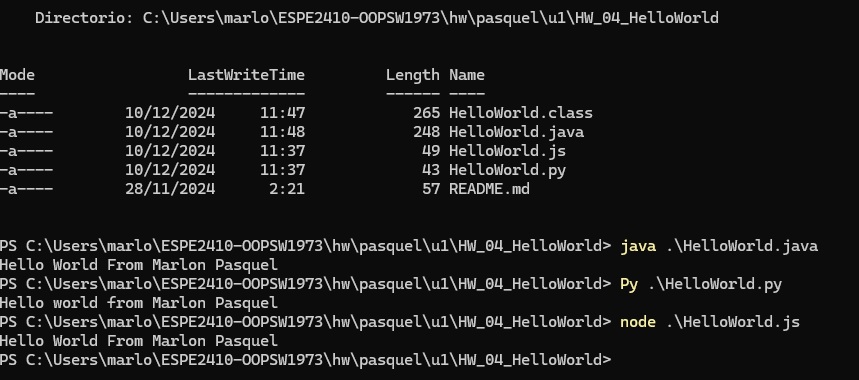 Directorio: C:\Users\marlo\ESPE2410-OOPSW1973\hw\pasquel\u1\HW_04_HelloWorld
Mode LastWriteTime Length Name
---- ------------- ------ ----
-a---- 10/12/2024 11:47 265 HelloWorld.class
-a---- 10/12/2024 11:48 248 HelloWorld.java
-a---- 10/12/2024 11:37 49 HelloWorld.js
-a---- 10/12/2024 11:37 43 HelloWorld.py
-a---- 28/11/2024 2:21 57 README.md
PS C:\Users\marlo\ESPE2410-OOPSW1973\hw\pasquel\u1\HW_04_HelloWorld> java .\HelloWorld.java
Hello World From Marlon Pasquel
PS C:\Users\marlo\ESPE2410-OOPSW1973\hw\pasquel\u1\HW_04_HelloWorld> Py .\HelloWorld.py
Hello world from Marlon Pasquel
PS C:\Users\marlo\ESPE2410-OOPSW1973\hw\pasquel\u1\HW_04_HelloWorld> node .\HelloWorld.js
Hello World From Marlon Pasquel
PS C:\Users\marlo\ESPE2410-OOPSW1973\hw\pasquel\u1\HW_04_HelloWorld>